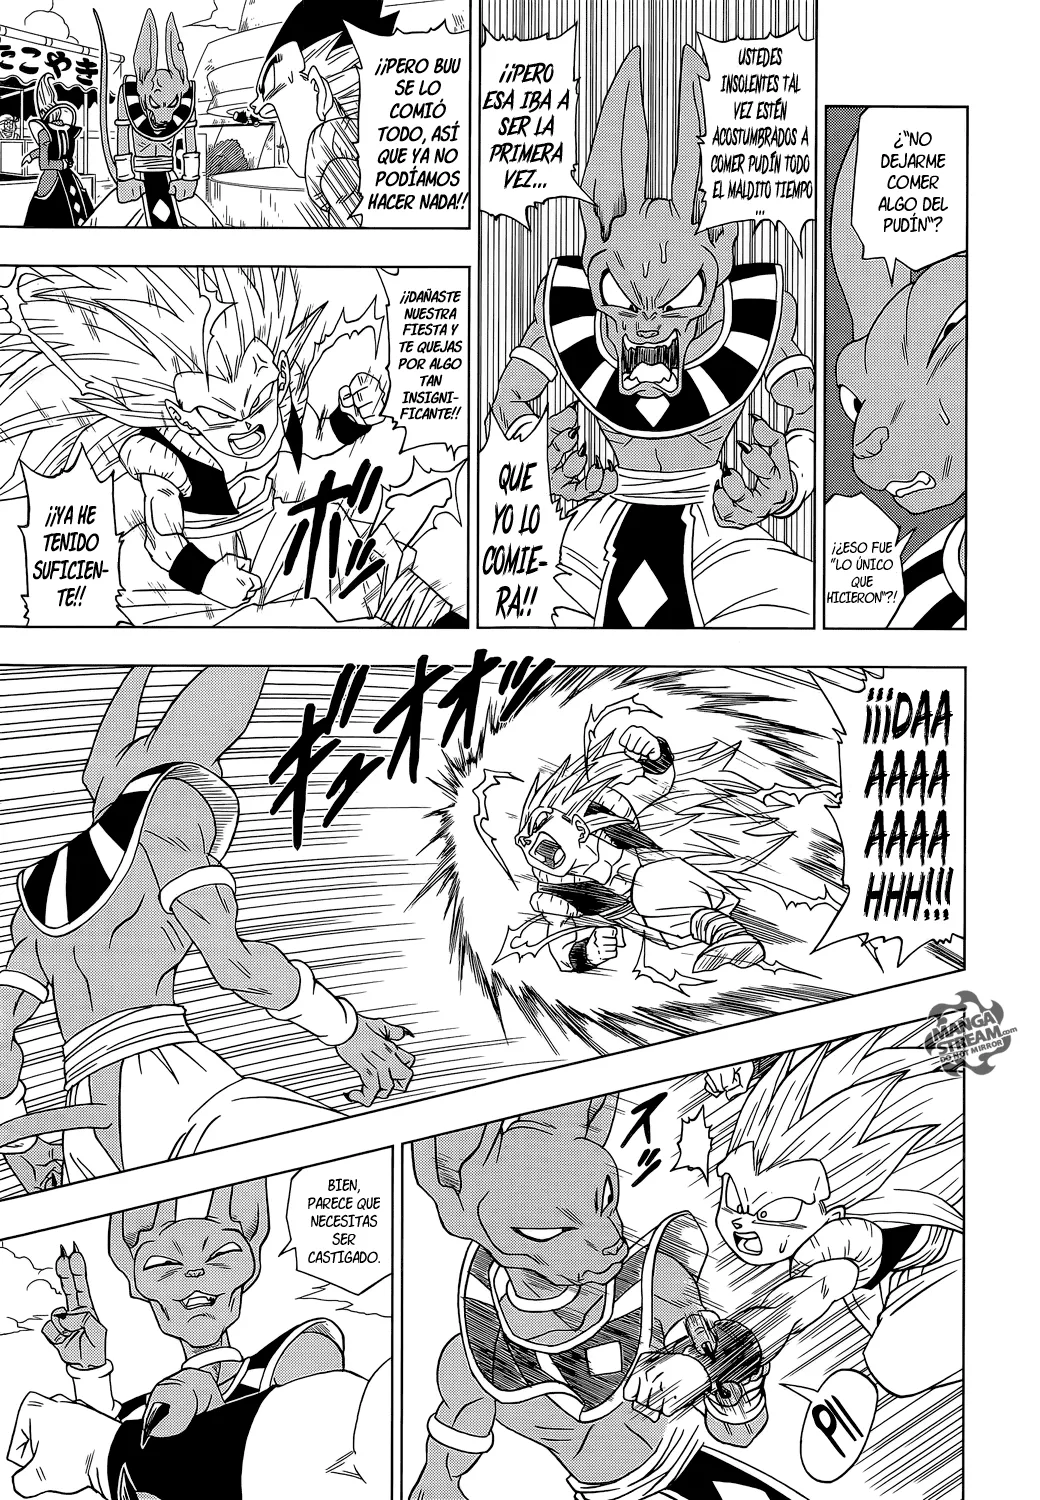 ¿“NO
DEJARME
COMER
ALGO DEL
PUDÍN“?
¡¿ESO FUE
“LO ÚNICO
QUE
HICIERON“?!
USTEDES
INSOLENTES TAL
VEZ ESTÉN
ACOSTUMBRADOS A
COMER PUDÍN TODO
EL MALDITO TIEMPO
...
¡¡PERO
ESA IBA A
SER LA
PRIMERA
VEZ...
QUE
YO LO
COMIE-
RA!!
たこやき
¡¡PERO BUU
SE LO
COMIÓ
TODO, ASÍ
QUE YA NO
PODÍAMOS
HACER NADA!!
¡¡DAÑASTE
NUESTRA
FIESTA Y
TE QUEJAS
POR ALGO
TAN
INSIGNI-
FICANTE!!
ボッ
¡¡YA HE
TENIDO
SUFICIEN-
TE!!
¡¡¡DAA
AAAA
AAAA
HHH!!!
ギュオオオッ
MANGA
STREAM.com
DO NOT MIRROR
スッ
PII
BIEN,
PARECE QUE
NECESITAS
SER
CASTIGADO.